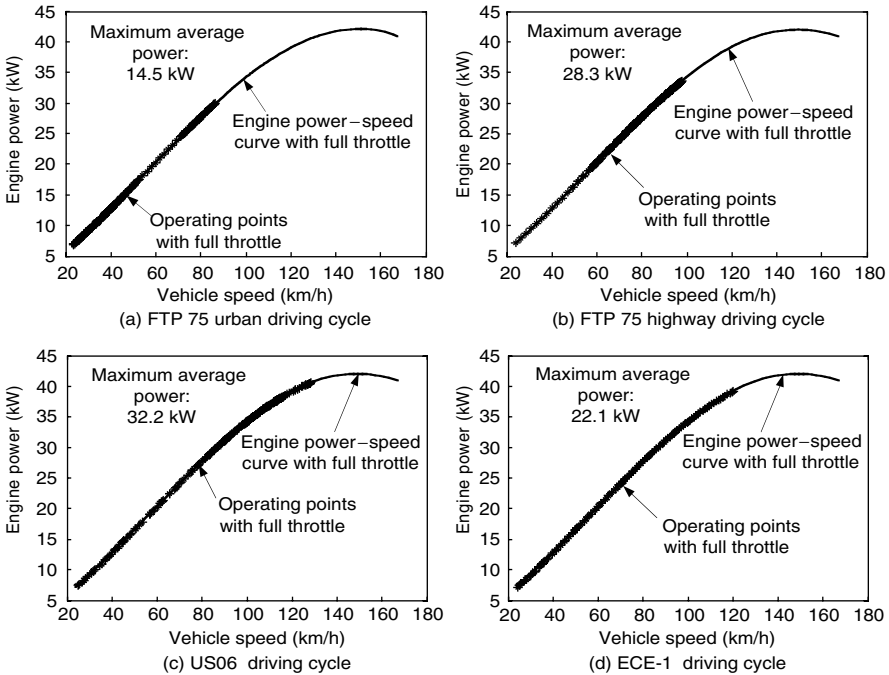 45
40
35
30
25
20
15
10
5
Engine power (kW)
Maximum average
power:
14.5 kW
Engine power–speed
curve with full throttle
Operating points
with full throttle
20 40 60 80 100 120 140 160 180
Vehicle speed (km/h)
(a) FTP 75 urban driving cycle
45
40
35
30
25
20
15
10
5
Engine power (kW)
Maximum average
power:
28.3 kW
Engine power–speed
curve with full throttle
Operating points
with full throttle
20 40 60 80 100 120 140 160 180
Vehicle speed (km/h)
(b) FTP 75 highway driving cycle
45
40
35
30
25
20
15
10
5
Engine power (kW)
Maximum average
power:
32.2 kW
Engine power–speed
curve with full throttle
Operating points
with full throttle
20 40 60 80 100 120 140 160 180
Vehicle speed (km/h)
(c) US06 driving cycle
45
40
35
30
25
20
15
10
5
Engine power (kW)
Maximum average
power:
22.1 kW
Engine power–speed
curve with full throttle
Operating points
with full throttle
20 40 60 80 100 120 140 160 180
Vehicle speed (km/h)
(d) ECE-1 driving cycle